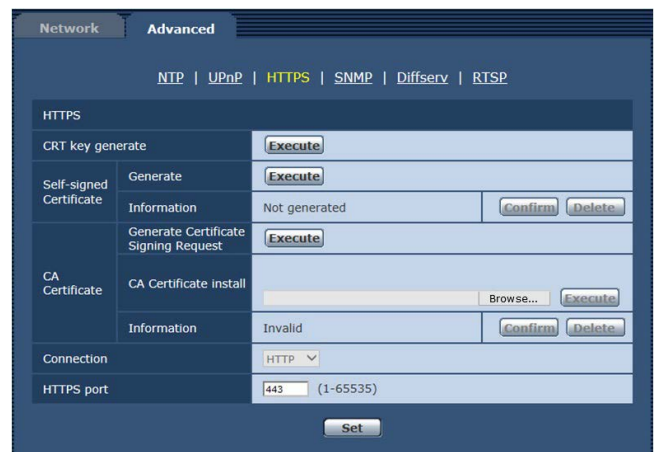 Network Advanced
NTP | UPnP | HTTPS | SNMP | Diffserv | RTSP
HTTPS
CRT key generate Execute
Self-signed Certificate
Generate Execute
Information Not generated Confirm Delete
CA Certificate
Generate Certificate Signing Request Execute
CA Certificate install Browse... Execute
Information Invalid Confirm Delete
Connection HTTP
HTTPS port 443 (1-65535)
Set